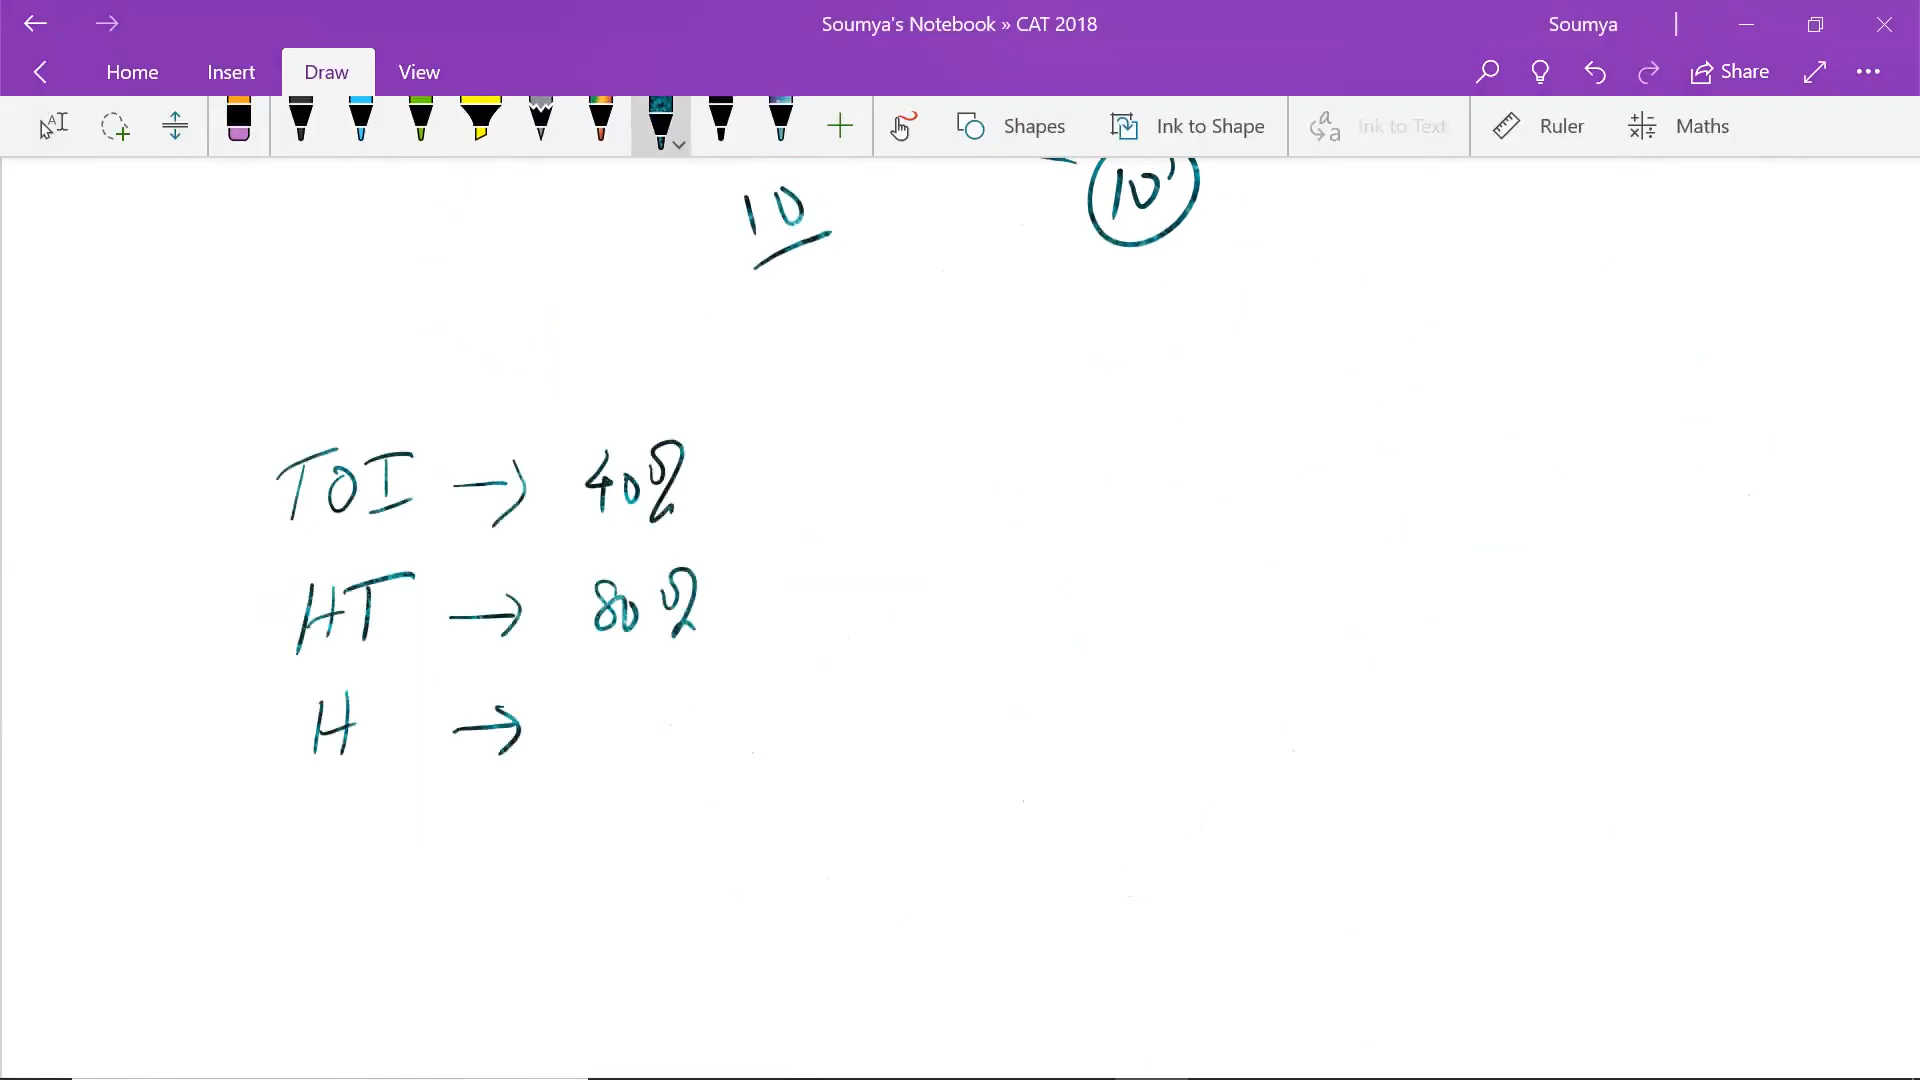 Soumya's Notebook » CAT 2018
Soumya
Home Insert Draw View
Share
Shapes Ink to Shape Ink to Text Ruler Maths
10
10
TOI → 40%
HT → 80%
H →